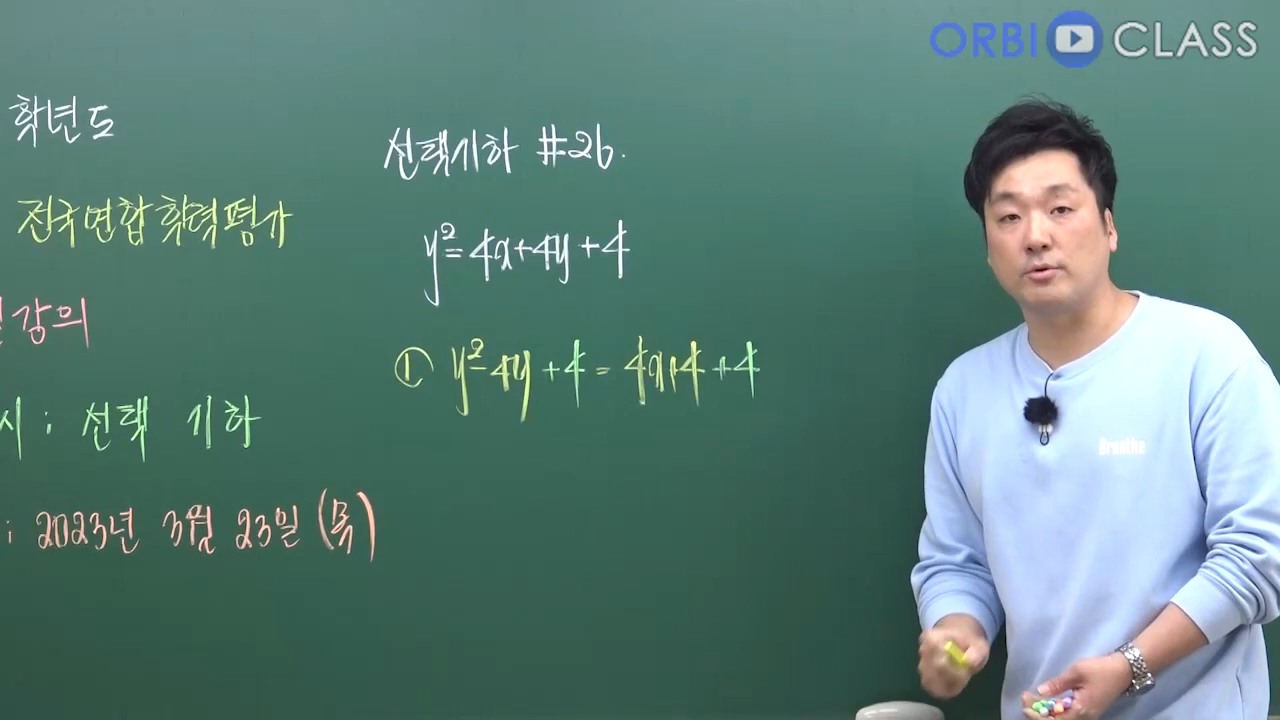 ORBI CLASS
학년도
전국연합학력평가
강의
시 : 선택 기하
: 2023년 3월 23일 (목)
선택기하 #26.
y²=4x+4y+4
① y²-4y+4=4x+4+4
Breathe